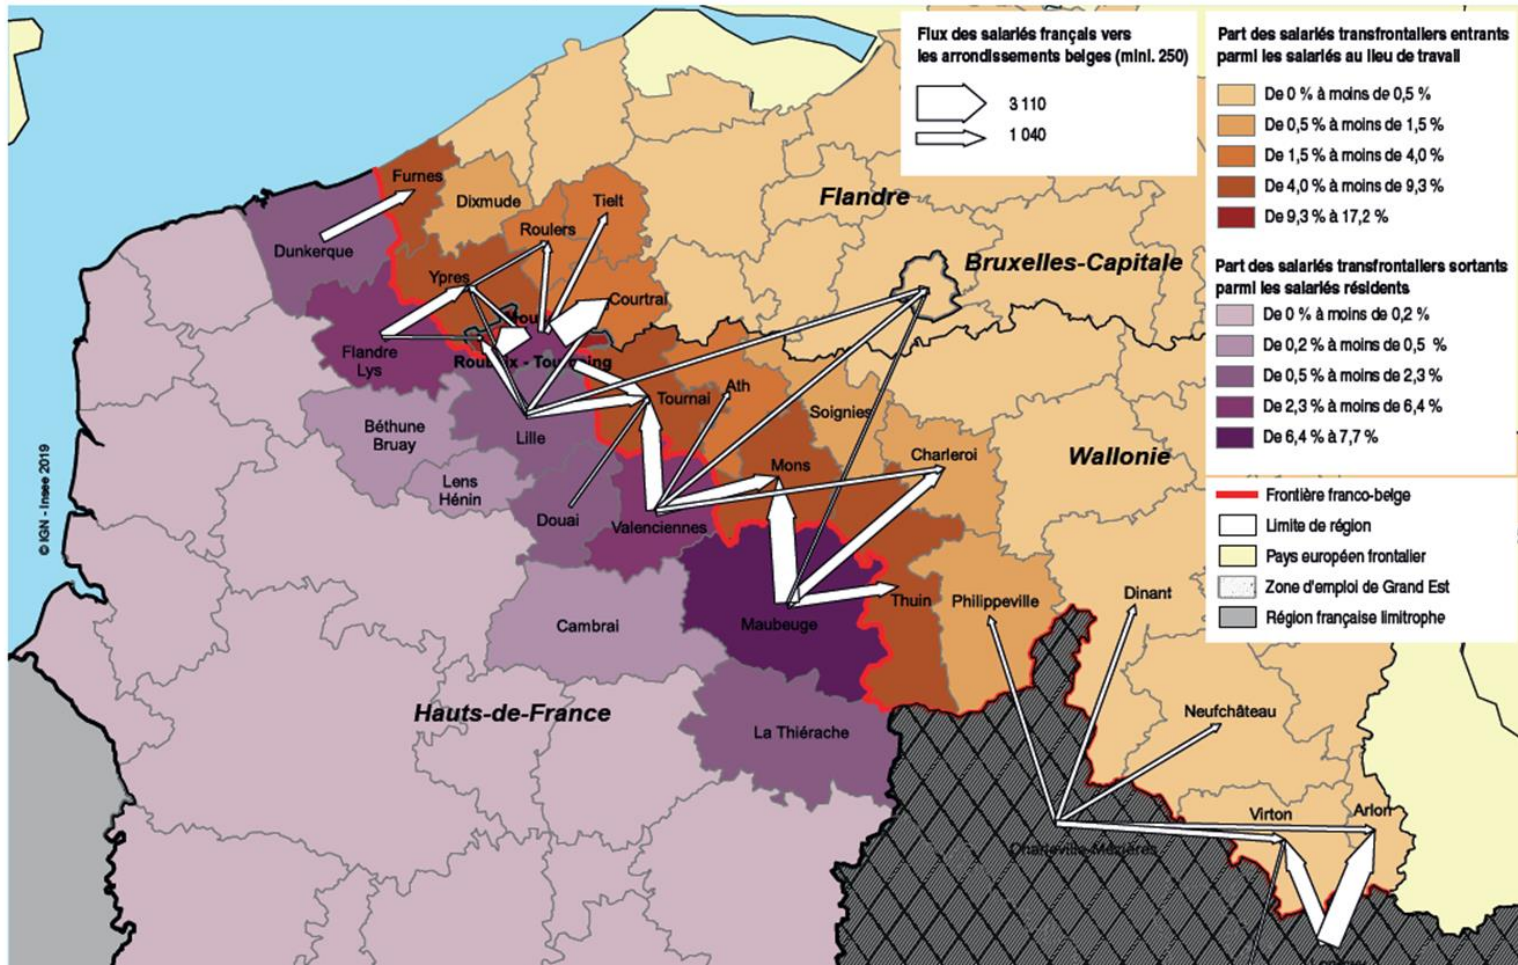 Flux des salariés français vers
les arrondissements belges (mini. 250)
3 110
1 040
Part des salariés transfrontaliers entrants
parmi les salariés au lieu de travail
De 0 % à moins de 0,5 %
De 0,5 % à moins de 1,5 %
De 1,5 % à moins de 4,0 %
De 4,0 % à moins de 9,3 %
De 9,3 % à 17,2 %
Part des salariés transfrontaliers sortants
parmi les salariés résidents
De 0 % à moins de 0,2 %
De 0,2 % à moins de 0,5 %
De 0,5 % à moins de 2,3 %
De 2,3 % à moins de 6,4 %
De 6,4 % à 7,7 %
Frontière franco-belge
Limite de région
Pays européen frontalier
Zone d'emploi de Grand Est
Région française limitrophe
Furnes
Dixmude
Tielt
Flandre
Roulers
Dunkerque
Bruxelles-Capitale
Ypres
Courtrai
Flandre
Lys
Roubaix - Tourcoing
Ath
Tournai
Soignies
Béthune
Bruay
Lille
Charleroi
Wallonie
Mons
Lens
Hénin
Douai
Valenciennes
© IGN - Insee 2019
Dinant
Thuin
Philippeville
Cambrai
Maubeuge
Hauts-de-France
Neufchâteau
La Thiérache
Virton
Arlon
Charleville-Mézières